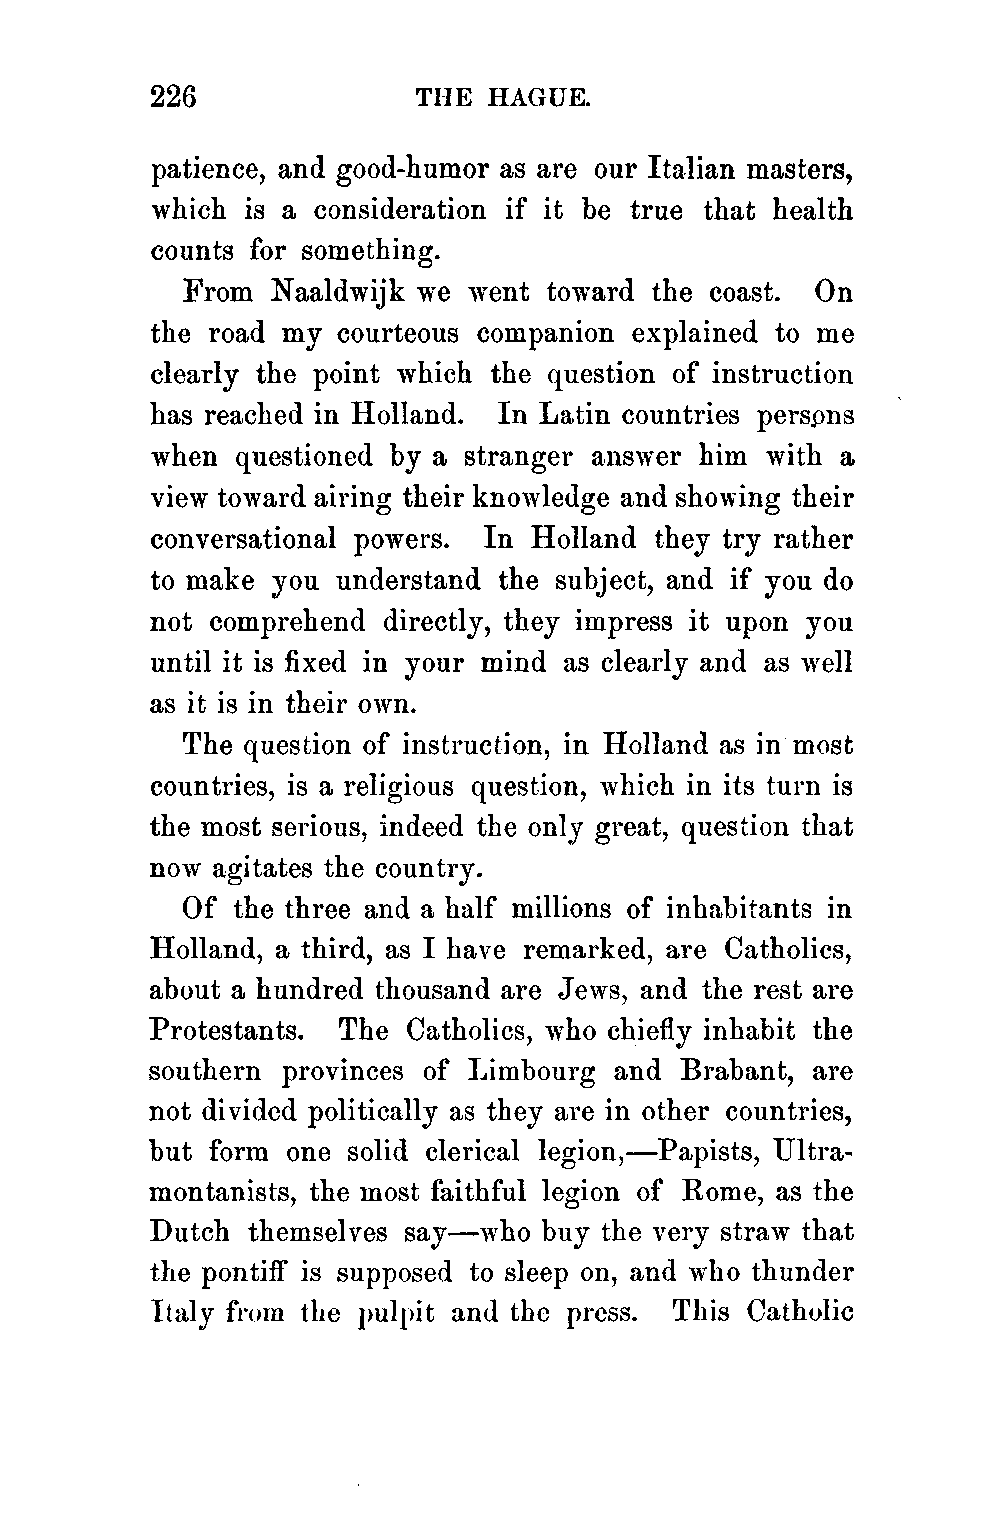 226 THE HAGUE.
patience, and good-humor as are our Italian masters,
which is a consideration if it be true that health
counts for something.
From Naaldwijk we went toward the coast. On
the road my courteous companion explained to me
clearly the point which the question of instruction
has reached in Holland. In Latin countries persons
when questioned by a stranger answer him with a
view toward airing their knowledge and showing their
conversational powers. In Holland they try rather
to make you understand the subject, and if you do
not comprehend directly, they impress it upon you
until it is fixed in your mind as clearly and as well
as it is in their own.
The question of instruction, in Holland as in most
countries, is a religious question, which in its turn is
the most serious, indeed the only great, question that
now agitates the country.
Of the three and a half millions of inhabitants in
Holland, a third, as I have remarked, are Catholics,
about a hundred thousand are Jews, and the rest are
Protestants. The Catholics, who chiefly inhabit the
southern provinces of Limbourg and Brabant, are
not divided politically as they are in other countries,
but form one solid clerical legion,—Papists, Ultra-
montanists, the most faithful legion of Rome, as the
Dutch themselves say—who buy the very straw that
the pontiff is supposed to sleep on, and who thunder
Italy from the pulpit and the press. This Catholic